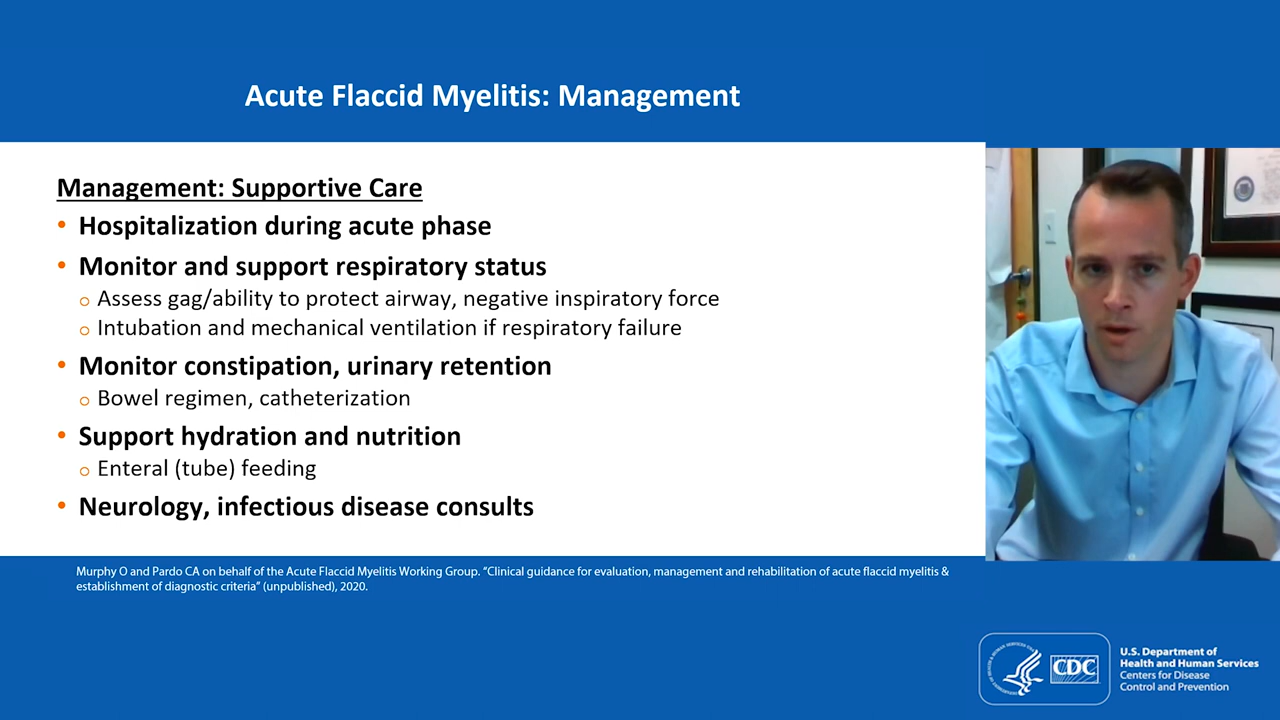 Acute Flaccid Myelitis: Management
Management: Supportive Care
• Hospitalization during acute phase
• Monitor and support respiratory status
o Assess gag/ability to protect airway, negative inspiratory force
o Intubation and mechanical ventilation if respiratory failure
• Monitor constipation, urinary retention
o Bowel regimen, catheterization
• Support hydration and nutrition
o Enteral (tube) feeding
• Neurology, infectious disease consults
Murphy O and Pardo CA on behalf of the Acute Flaccid Myelitis Working Group. “Clinical guidance for evaluation, management and rehabilitation of acute flaccid myelitis &
establishment of diagnostic criteria” (unpublished), 2020.
CDC
U.S. Department of
Health and Human Services
Centers for Disease
Control and Prevention